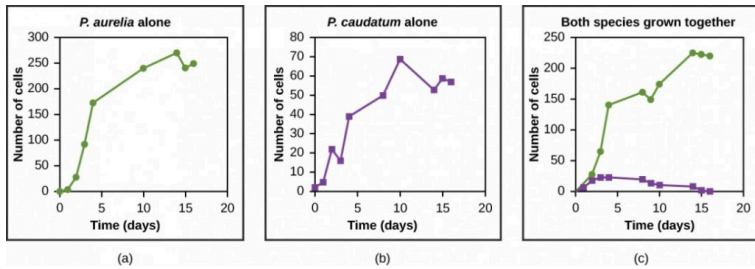 P. aurelia alone
300
250
200
150
100
50
0
Number of cells
0 5 10 15 20
Time (days)
(a)
P. caudatum alone
80
70
60
50
40
30
20
10
0
Number of cells
0 5 10 15 20
Time (days)
(b)
Both species grown together
250
200
150
100
50
0
Number of cells
0 5 10 15 20
Time (days)
(c)